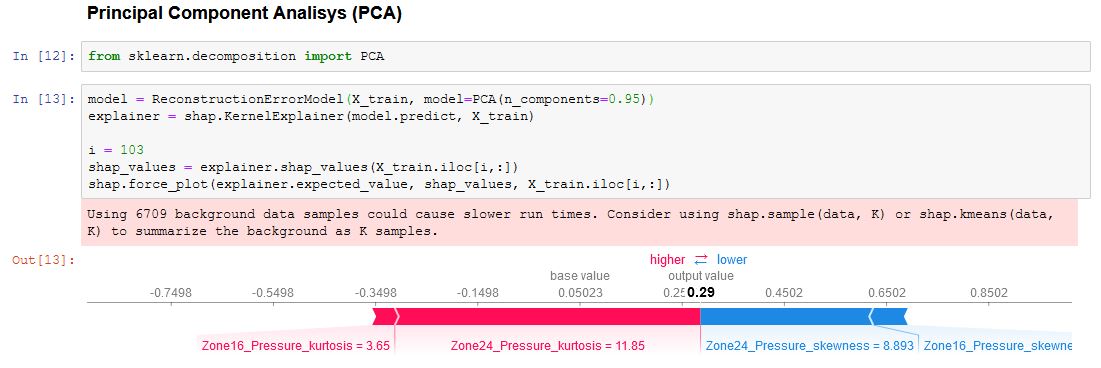 Principal Component Analisys (PCA)
In [12]: from sklearn.decomposition import PCA
In [13]: model = ReconstructionErrorModel(X_train, model=PCA(n_components=0.95))
explainer = shap.KernelExplainer(model.predict, X_train)
i = 103
shap_values = explainer.shap_values(X_train.iloc[i,:])
shap.force_plot(explainer.expected_value, shap_values, X_train.iloc[i,:])
Using 6709 background data samples could cause slower run times. Consider using shap.sample(data, K) or shap.kmeans(data,
K) to summarize the background as K samples.
Out[13]: higher ⇄ lower
base value output value
-0.7498 -0.5498 -0.3498 -0.1498 0.05023 0.25 0.29 0.4502 0.6502 0.8502
Zone16_Pressure_kurtosis = 3.65 Zone24_Pressure_kurtosis = 11.85 Zone24_Pressure_skewness = 8.893 Zone16_Pressure_skewne